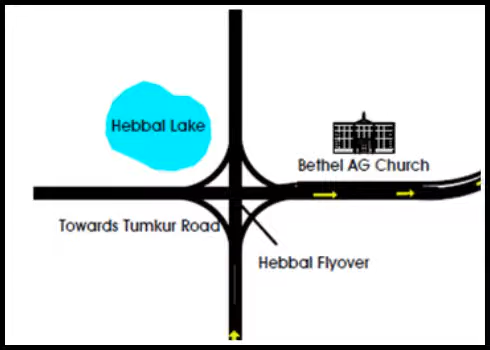 Hebbal Lake
Bethel AG Church
Towards Tumkur Road
Hebbal Flyover